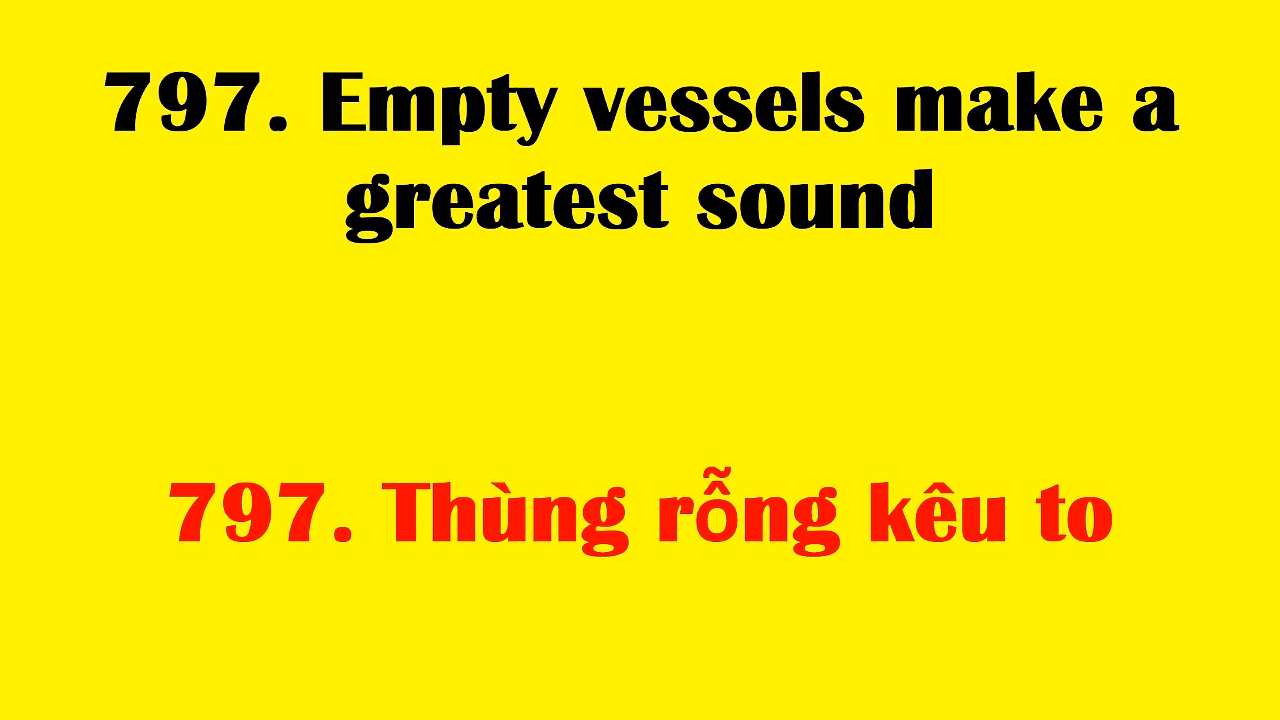 797. Empty vessels make a
greatest sound
797. Thùng rỗng kêu to